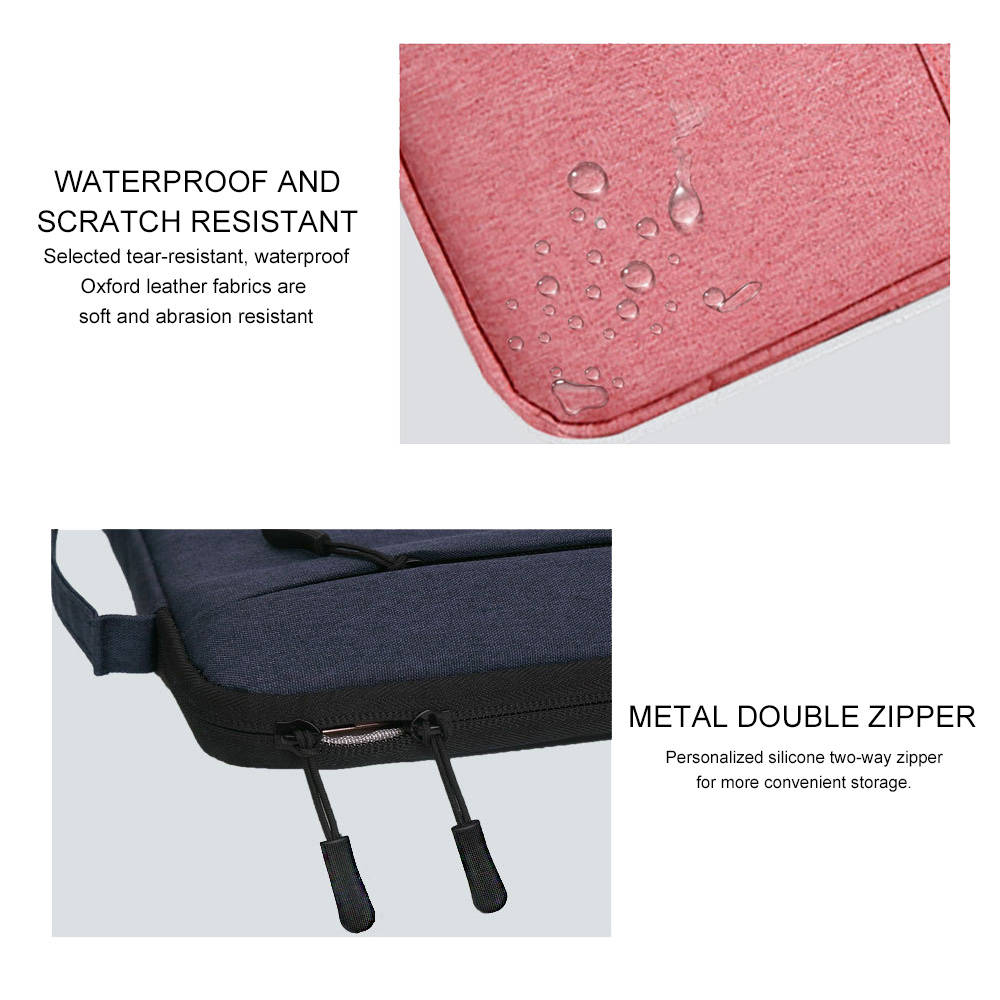 WATERPROOF AND
SCRATCH RESISTANT
Selected tear-resistant, waterproof
Oxford leather fabrics are
soft and abrasion resistant
METAL DOUBLE ZIPPER
Personalized silicone two-way zipper
for more convenient storage.